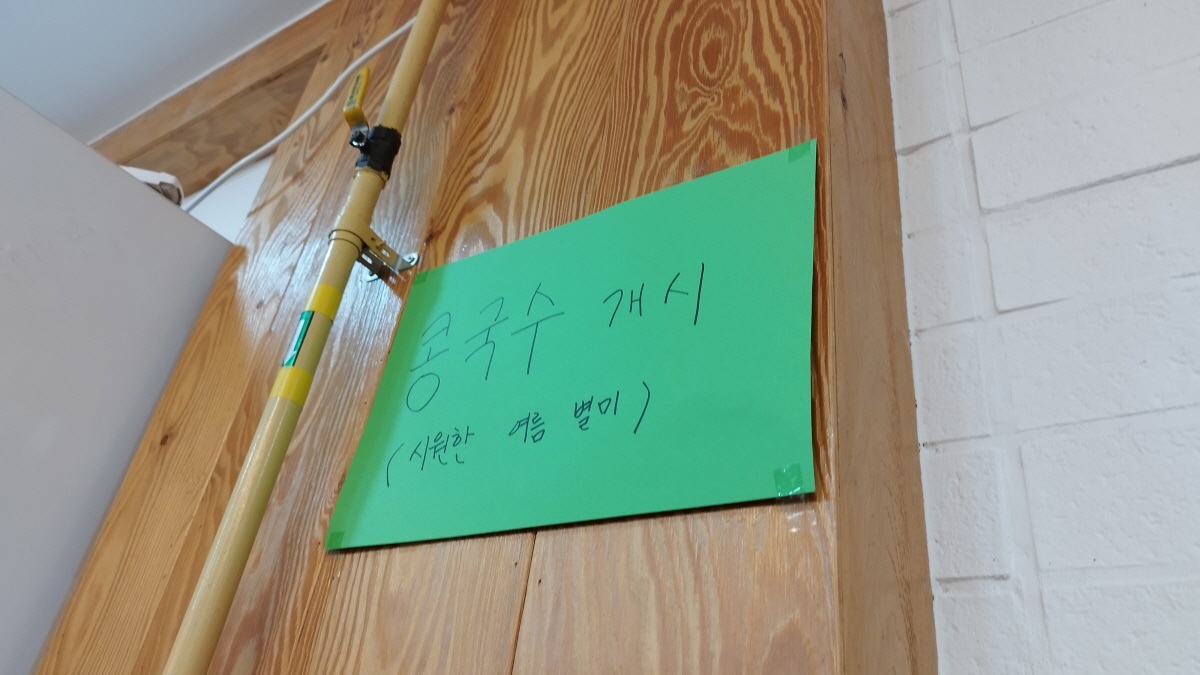 콩국수 개시
(시원한 여름 별미)